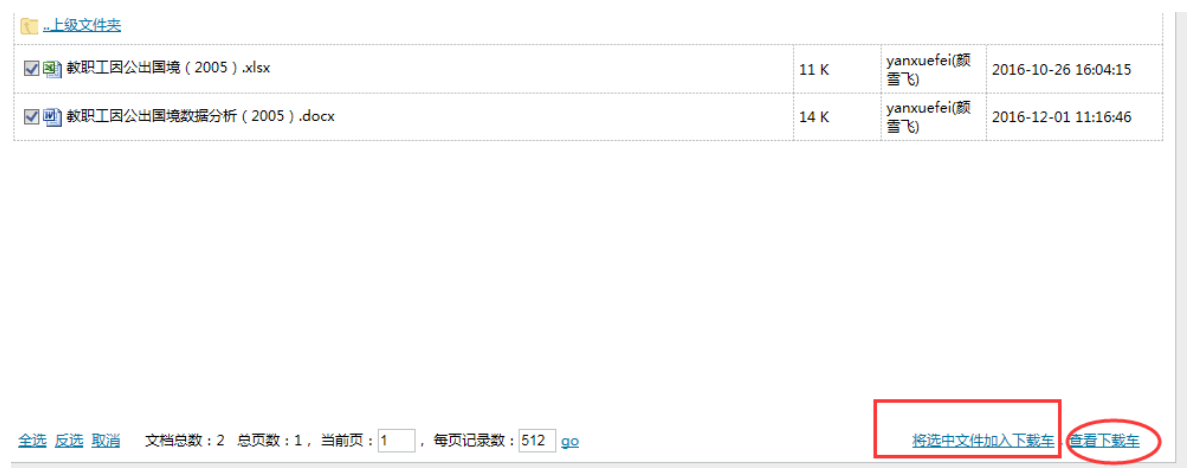 ..上级文件夹
教职工因公出国境（2005）.xlsx 11 K yanxuefei(颜雪飞) 2016-10-26 16:04:15
教职工因公出国境数据分析（2005）.docx 14 K yanxuefei(颜雪飞) 2016-12-01 11:16:46
全选 反选 取消 文档总数：2 总页数：1，当前页：1 ，每页记录数：512 go 将选中文件加入下载车 查看下载车